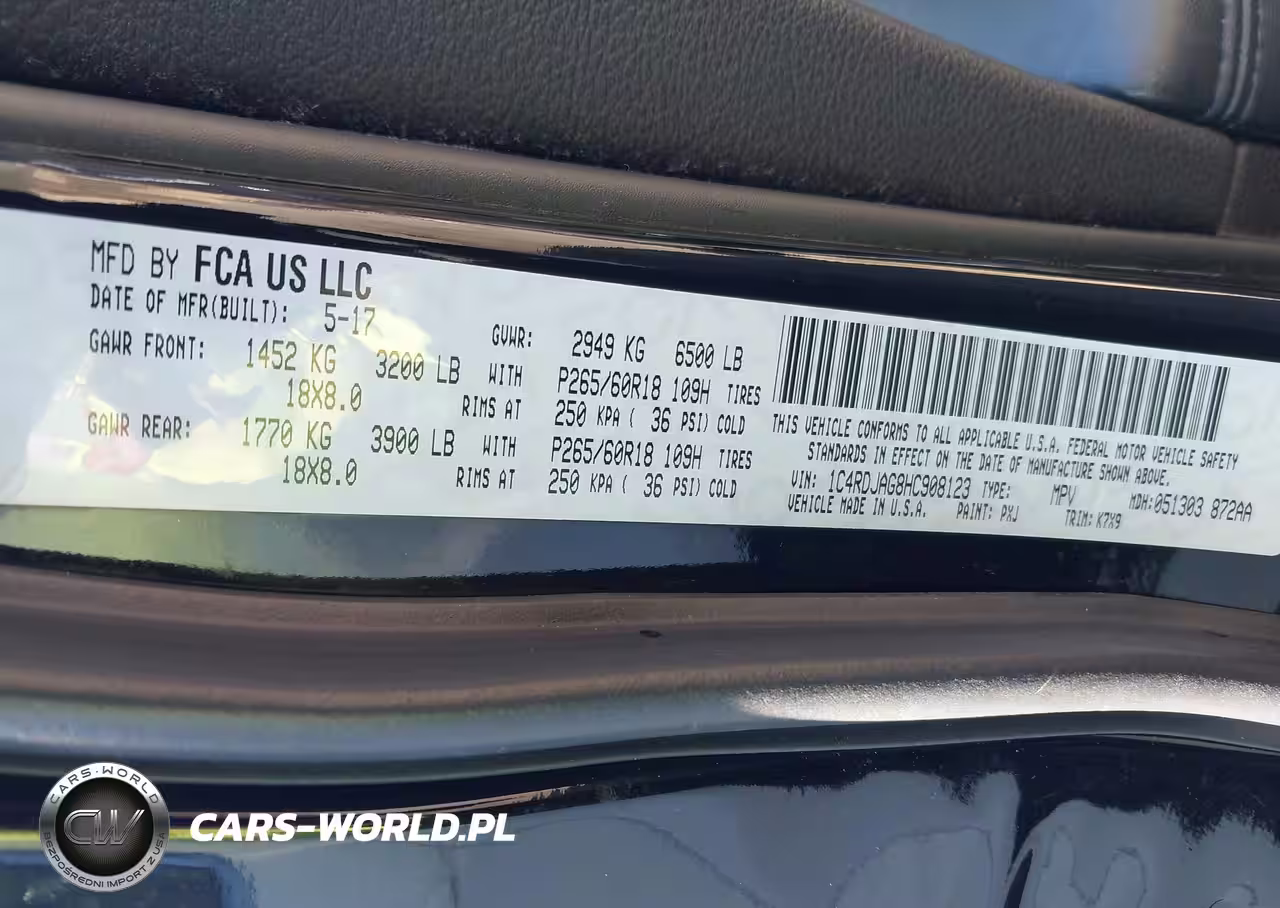 MFD BY FCA US LLC
DATE OF MFR(BUILT): 5-17
GVWR: 2949 KG 6500 LB
GAWR FRONT: 1452 KG 3200 LB WITH P265/60R18 109H TIRES
18X8.0 RIMS AT 250 KPA ( 36 PSI) COLD
GAWR REAR: 1770 KG 3900 LB WITH P265/60R18 109H TIRES
18X8.0 RIMS AT 250 KPA ( 36 PSI) COLD
THIS VEHICLE CONFORMS TO ALL APPLICABLE U.S.A. FEDERAL MOTOR VEHICLE SAFETY
STANDARDS IN EFFECT ON THE DATE OF MANUFACTURE SHOWN ABOVE.
VIN: 1C4RDJAG8HC908123 TYPE: MPV MDH:051303 872AA
VEHICLE MADE IN U.S.A. PAINT: PXJ TRIM: K7X9
CARS-WORLD
CW
BEZPOŚREDNI IMPORT Z USA
CARS-WORLD.PL